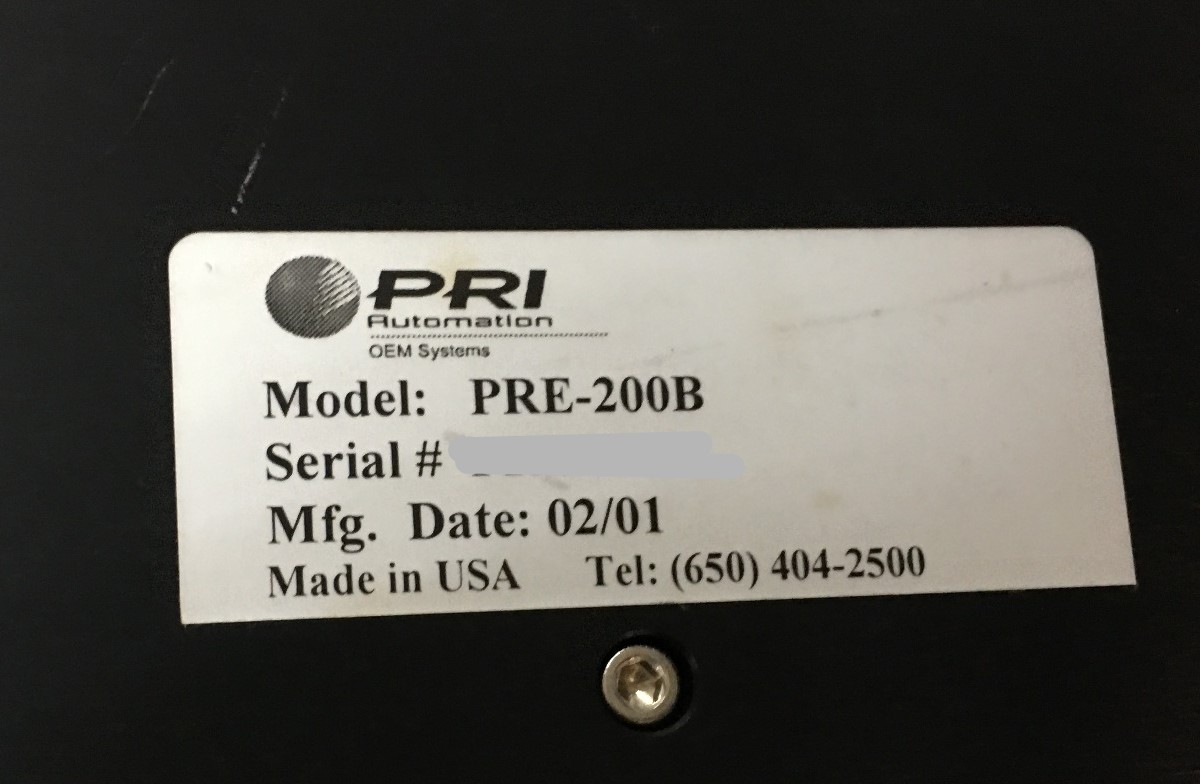 PRI
Automation
OEM Systems
Model: PRE-200B
Serial #
Mfg. Date: 02/01
Made in USA Tel: (650) 404-2500